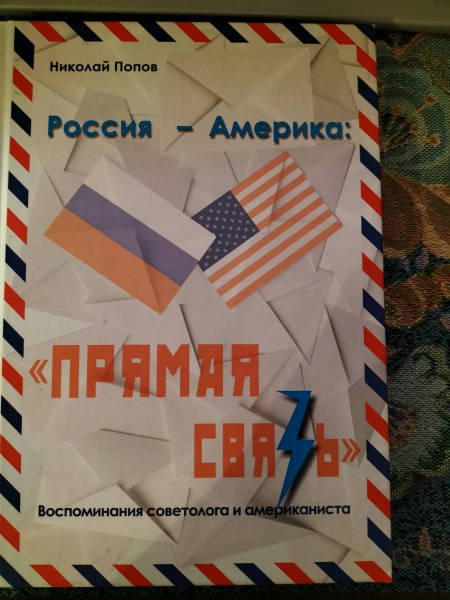 Николай Попов
Россия – Америка:
«ПРЯМАЯ
СВЯЗЬ»
Воспоминания советолога и американиста